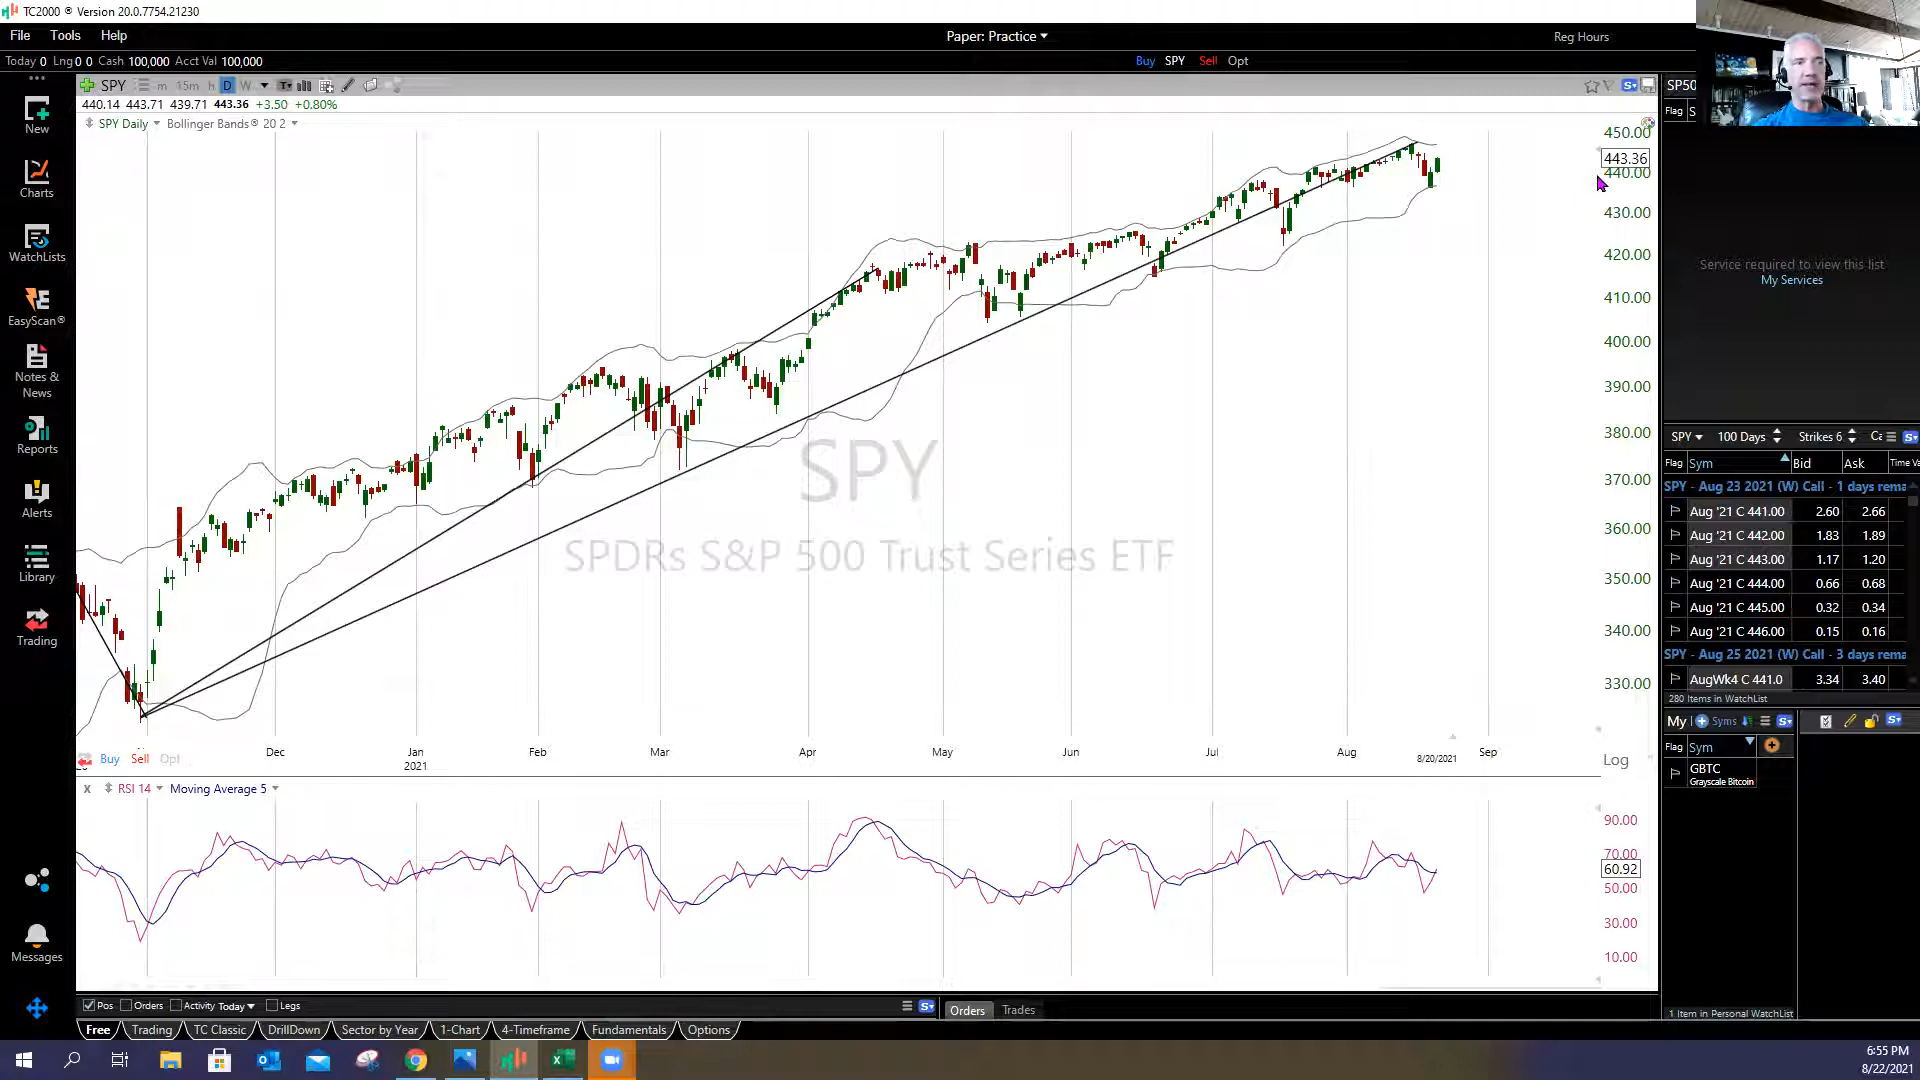 TC2000 ® Version 20.0.7754.21230
File Tools Help
Paper: Practice
Reg Hours
Today 0 Lng 0 0 Cash 100,000 Acct Val 100,000
Buy SPY Sell Opt
SPY m 15m h D W
440.14 443.71 439.71 443.36 +3.50 +0.80%
SPY Daily Bollinger Bands® 20 2
New
Charts
WatchLists
EasyScan®
Notes &
News
Reports
Alerts
Library
Trading
Messages
450.00
443.36
440.00
430.00
420.00
410.00
400.00
390.00
380.00
370.00
360.00
350.00
340.00
330.00
SPY
SPDRs S&P 500 Trust Series ETF
Dec Jan Feb Mar Apr May Jun Jul Aug Sep
2021
8/20/2021
Log
Buy Sell Opt
X RSI 14 Moving Average 5
90.00
70.00
60.92
50.00
30.00
10.00
Pos Orders Activity Today Legs
Orders Trades
Free Trading TC Classic DrillDown Sector by Year 1-Chart 4-Timeframe Fundamentals Options
SP50
Flag S
Service required to view this list
My Services
SPY 100 Days Strikes 6 Ca
Flag Sym Bid Ask Time Va
SPY - Aug 23 2021 (W) Call - 1 days rema
Aug '21 C 441.00 2.60 2.66
Aug '21 C 442.00 1.83 1.89
Aug '21 C 443.00 1.17 1.20
Aug '21 C 444.00 0.66 0.68
Aug '21 C 445.00 0.32 0.34
Aug '21 C 446.00 0.15 0.16
SPY - Aug 25 2021 (W) Call - 3 days rema
AugWk4 C 441.0 3.34 3.40
280 Items in WatchList
My Syms
Flag Sym
GBTC
Grayscale Bitcoin
1 Item in Personal WatchList
6:55 PM
8/22/2021